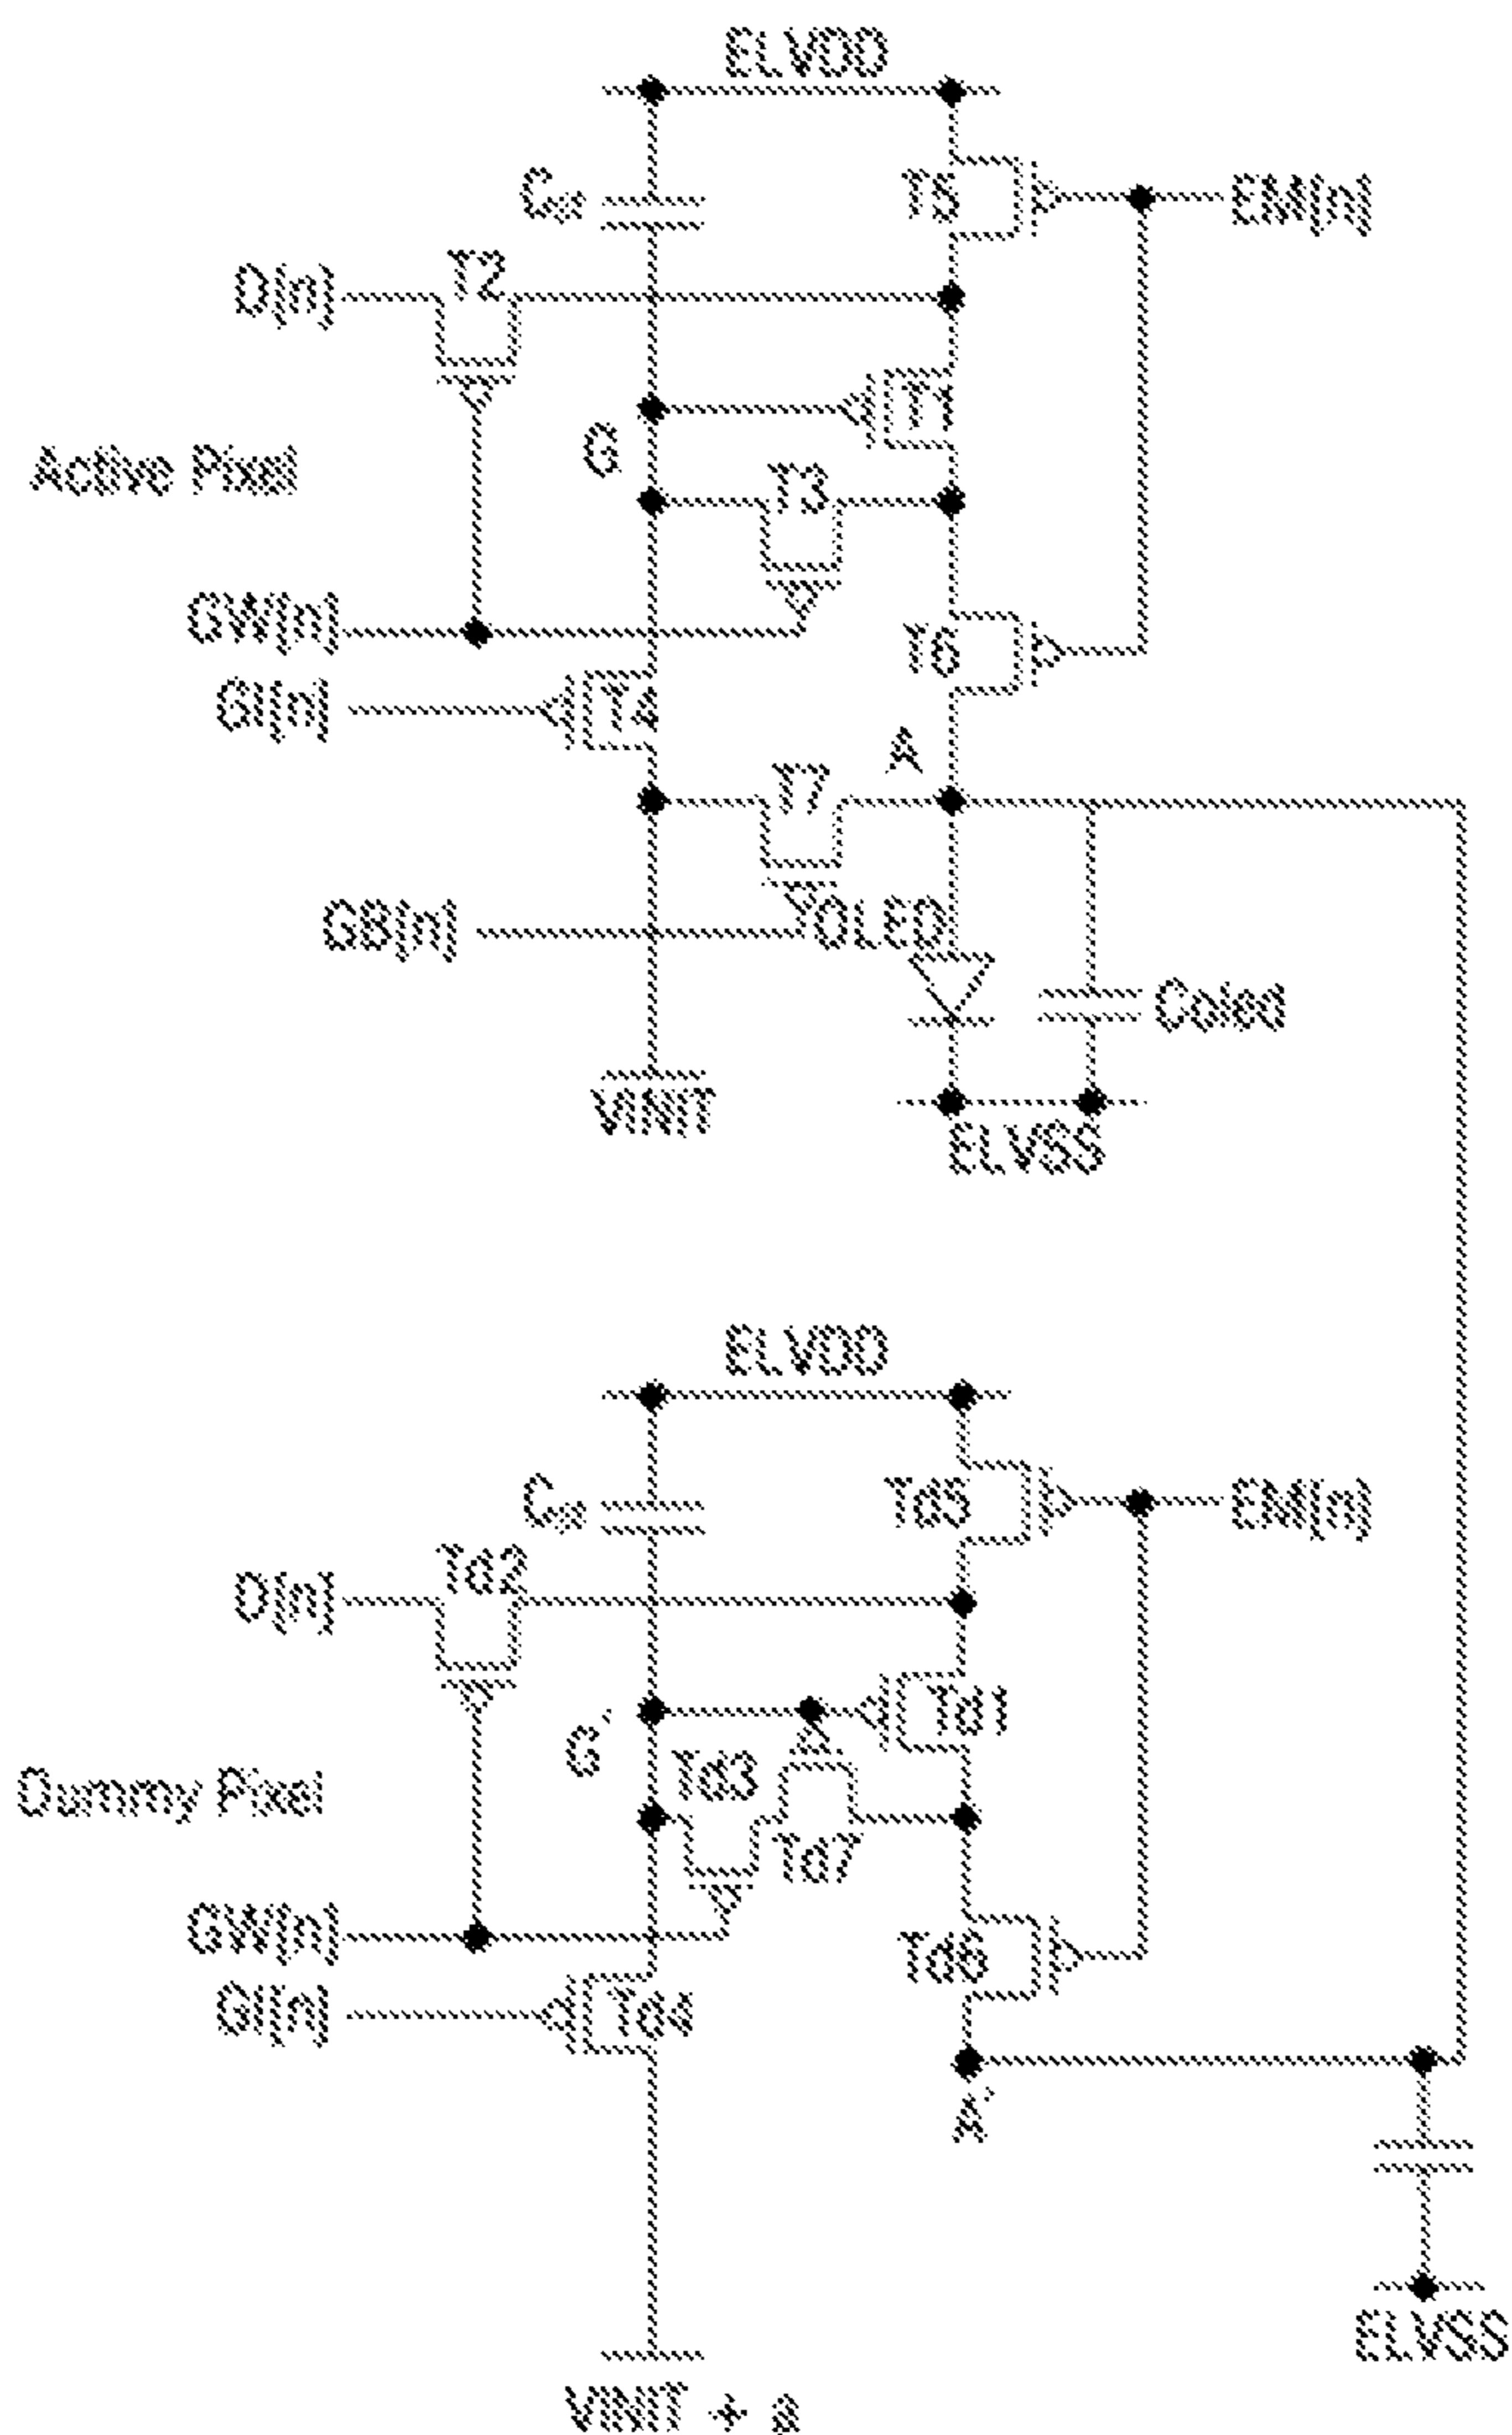 ELVDD
Cst
T5
EM[n]
D[n]
T2
T1
G
Active Pixel
T3
GW[n]
T6
GI[n]
T4
A
T7
GB[n]
OLED
Coled
VINIT
ELVSS
ELVDD
Cst
Td5
EM[n]
D[n]
Td2
Td1
G'
Td3
Dummy Pixel
Td7
GW[n]
Td6
GI[n]
Td4
A'
ELVSS
VINIT + a